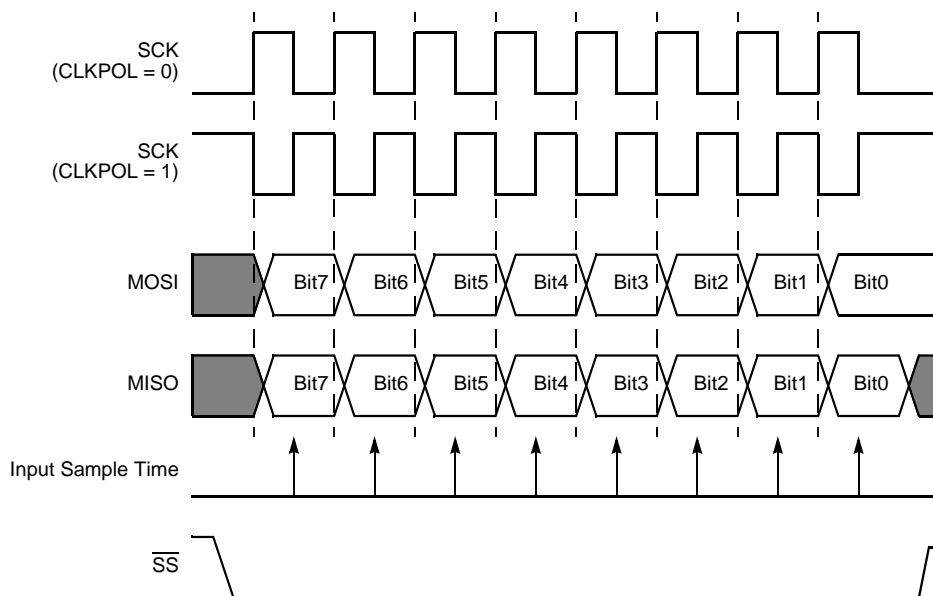 SCK
(CLKPOL = 0)
SCK
(CLKPOL = 1)
MOSI
Bit7 Bit6 Bit5 Bit4 Bit3 Bit2 Bit1 Bit0
MISO
Bit7 Bit6 Bit5 Bit4 Bit3 Bit2 Bit1 Bit0
Input Sample Time
SS